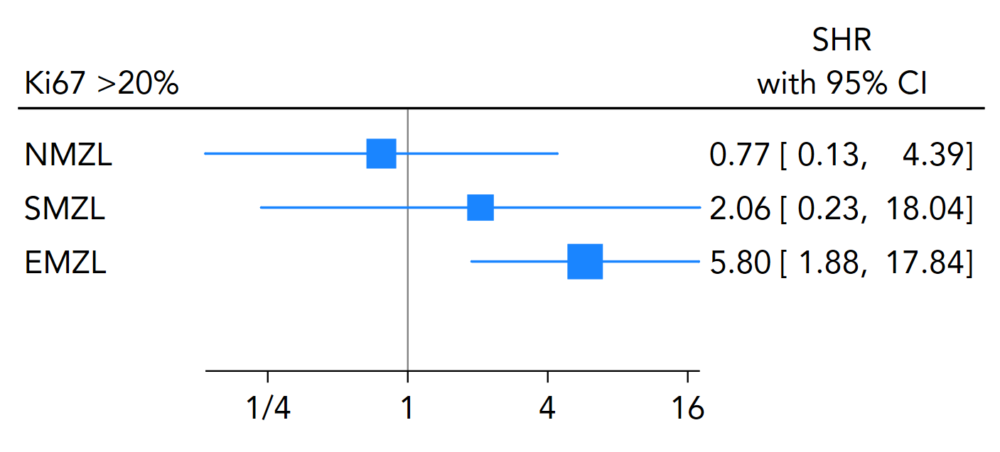 SHR
Ki67 >20% with 95% CI
NMZL 0.77 [ 0.13, 4.39]
SMZL 2.06 [ 0.23, 18.04]
EMZL 5.80 [ 1.88, 17.84]
1/4 1 4 16